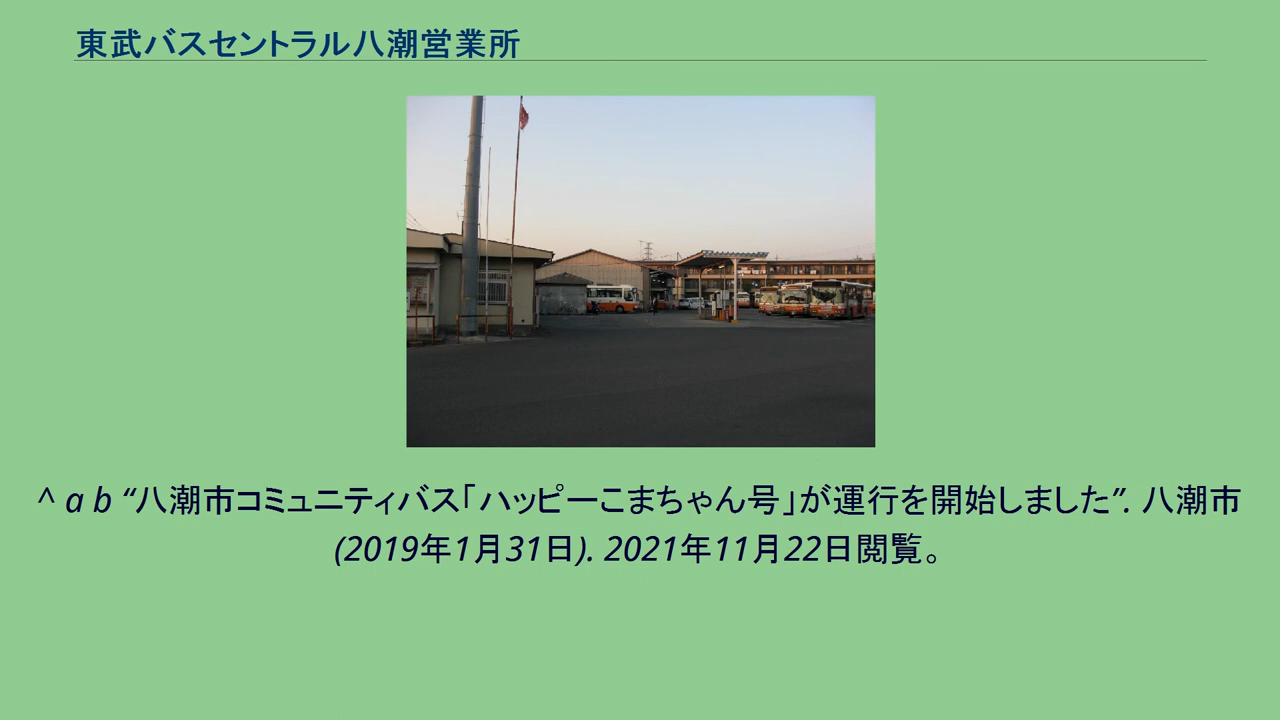 東武バスセントラル八潮営業所
^ a b “八潮市コミュニティバス「ハッピーこまちゃん号」が運行を開始しました”. 八潮市
(2019年1月31日). 2021年11月22日閲覧。